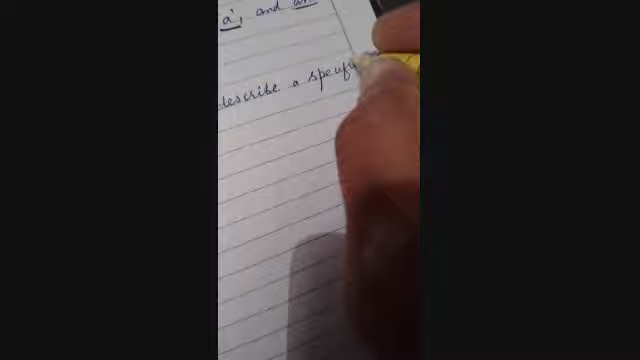 'a', and an
describe a specif